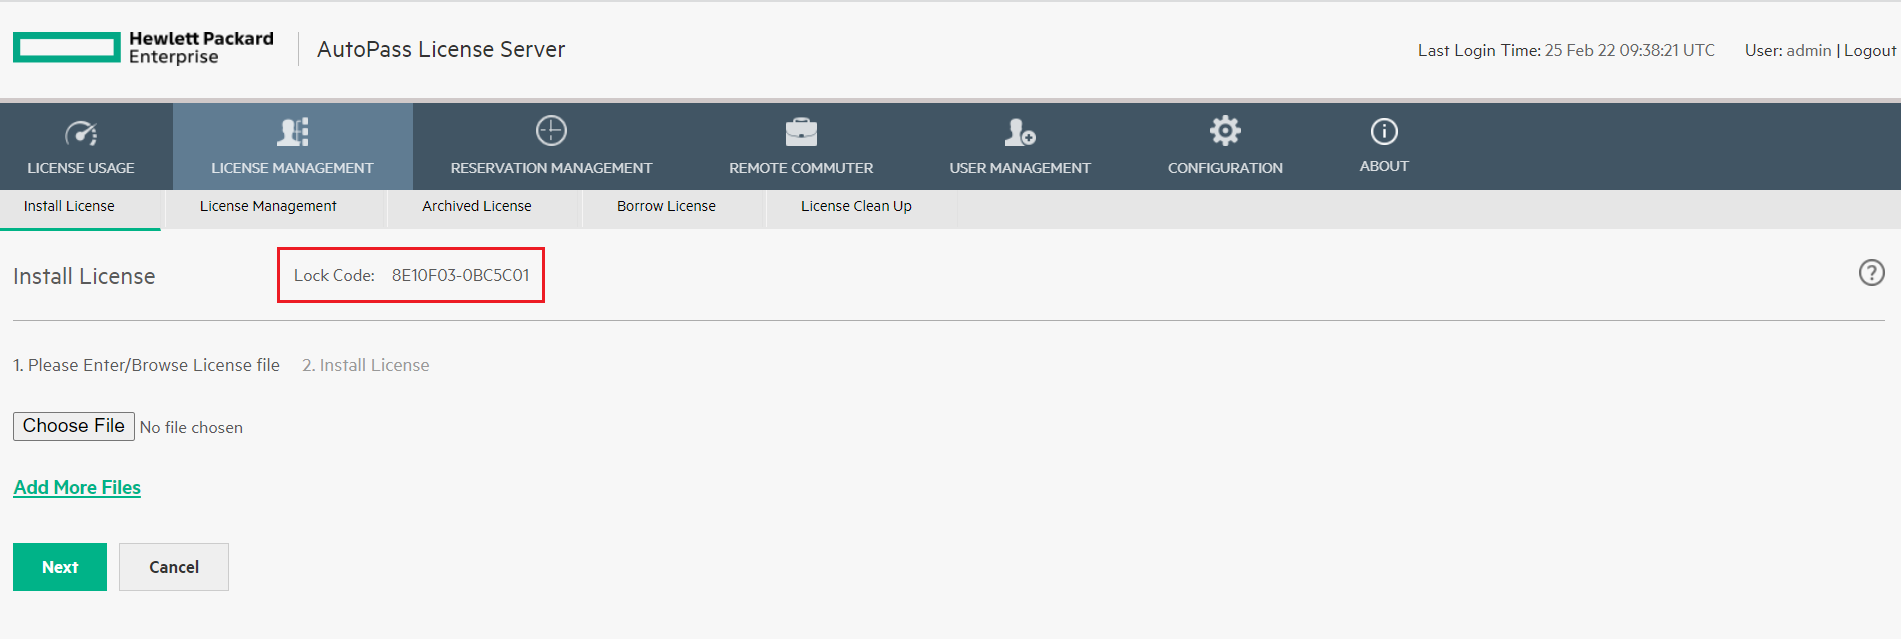 Hewlett Packard
Enterprise
AutoPass License Server
Last Login Time: 25 Feb 22 09:38:21 UTC User: admin | Logout
LICENSE USAGE LICENSE MANAGEMENT RESERVATION MANAGEMENT REMOTE COMMUTER USER MANAGEMENT CONFIGURATION ABOUT
Install License License Management Archived License Borrow License License Clean Up
Install License Lock Code: 8E10F03-0BC5C01 ?
1. Please Enter/Browse License file 2. Install License
Choose File No file chosen
Add More Files
Next Cancel